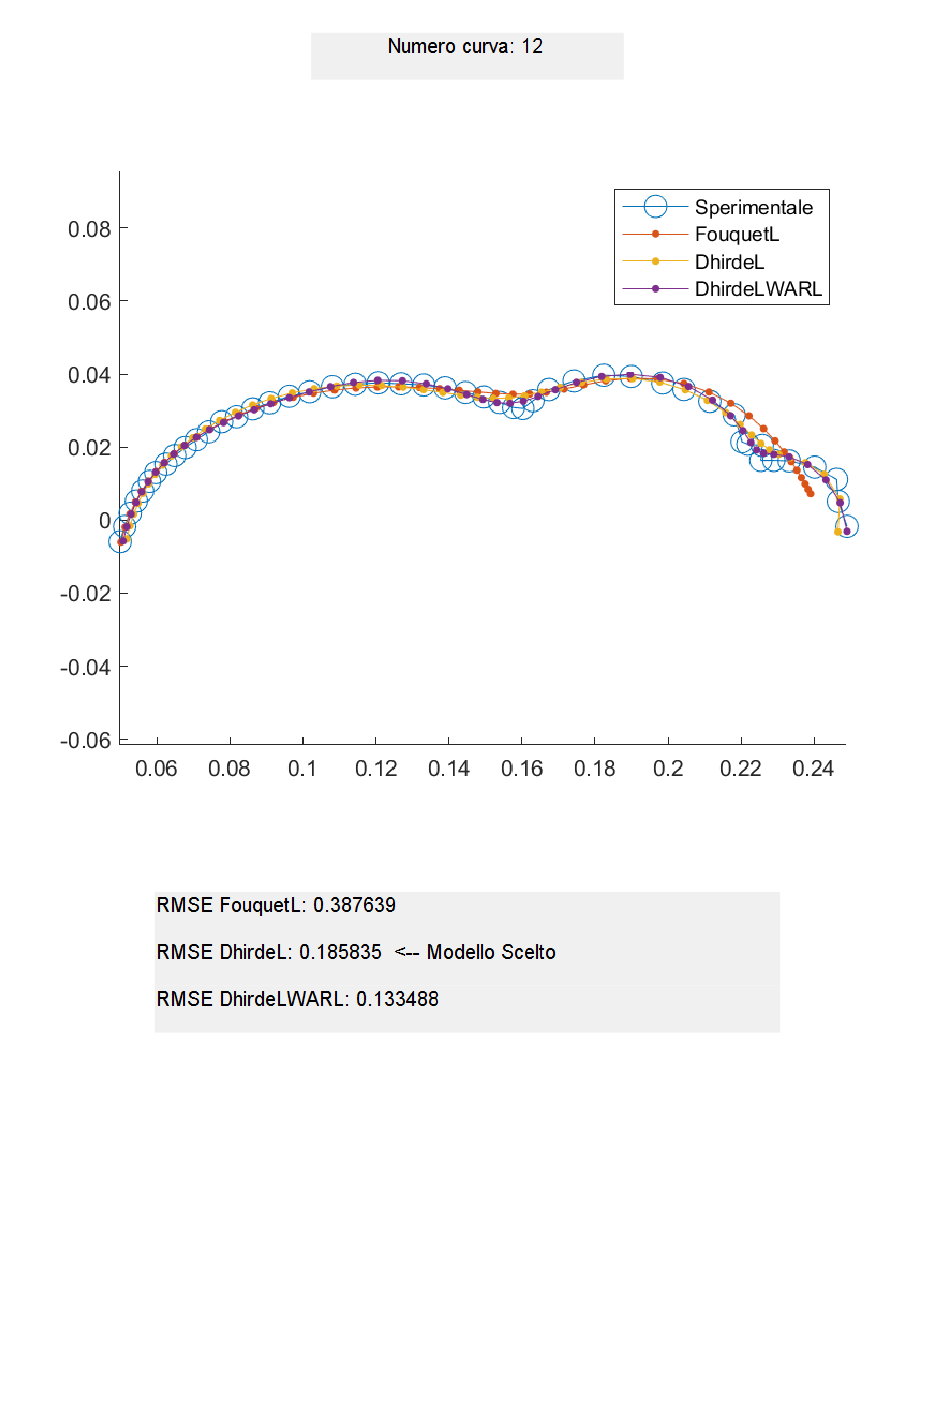 Numero curva: 12
Sperimentale
FouquetL
DhirdeL
DhirdeLWARL
0.08
0.06
0.04
0.02
0
-0.02
-0.04
-0.06
0.06 0.08 0.1 0.12 0.14 0.16 0.18 0.2 0.22 0.24
RMSE FouquetL: 0.387639
RMSE DhirdeL: 0.185835 <-- Modello Scelto
RMSE DhirdeLWARL: 0.133488